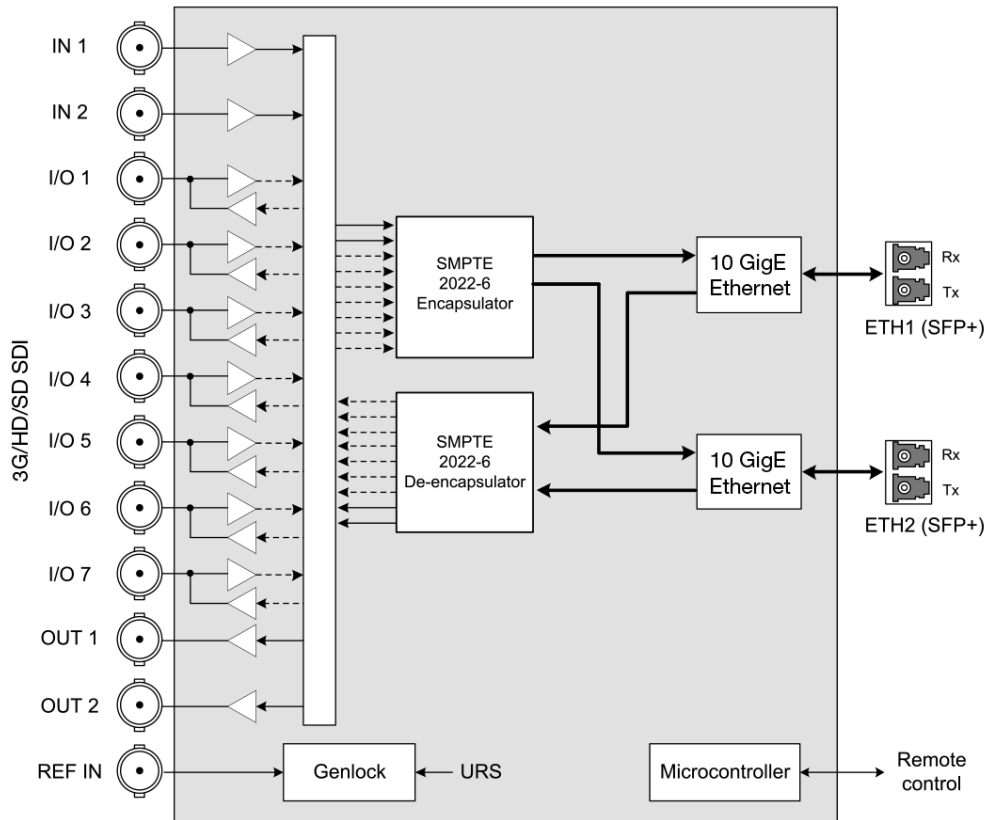 IN 1
IN 2
I/O 1
I/O 2
I/O 3
I/O 4
I/O 5
I/O 6
I/O 7
OUT 1
OUT 2
REF IN
3G/HD/SD SDI
SMPTE
2022-6
Encapsulator
SMPTE
2022-6
De-encapsulator
10 GigE
Ethernet
Rx
Tx
ETH1 (SFP+)
10 GigE
Ethernet
Rx
Tx
ETH2 (SFP+)
Genlock
URS
Microcontroller
Remote
control